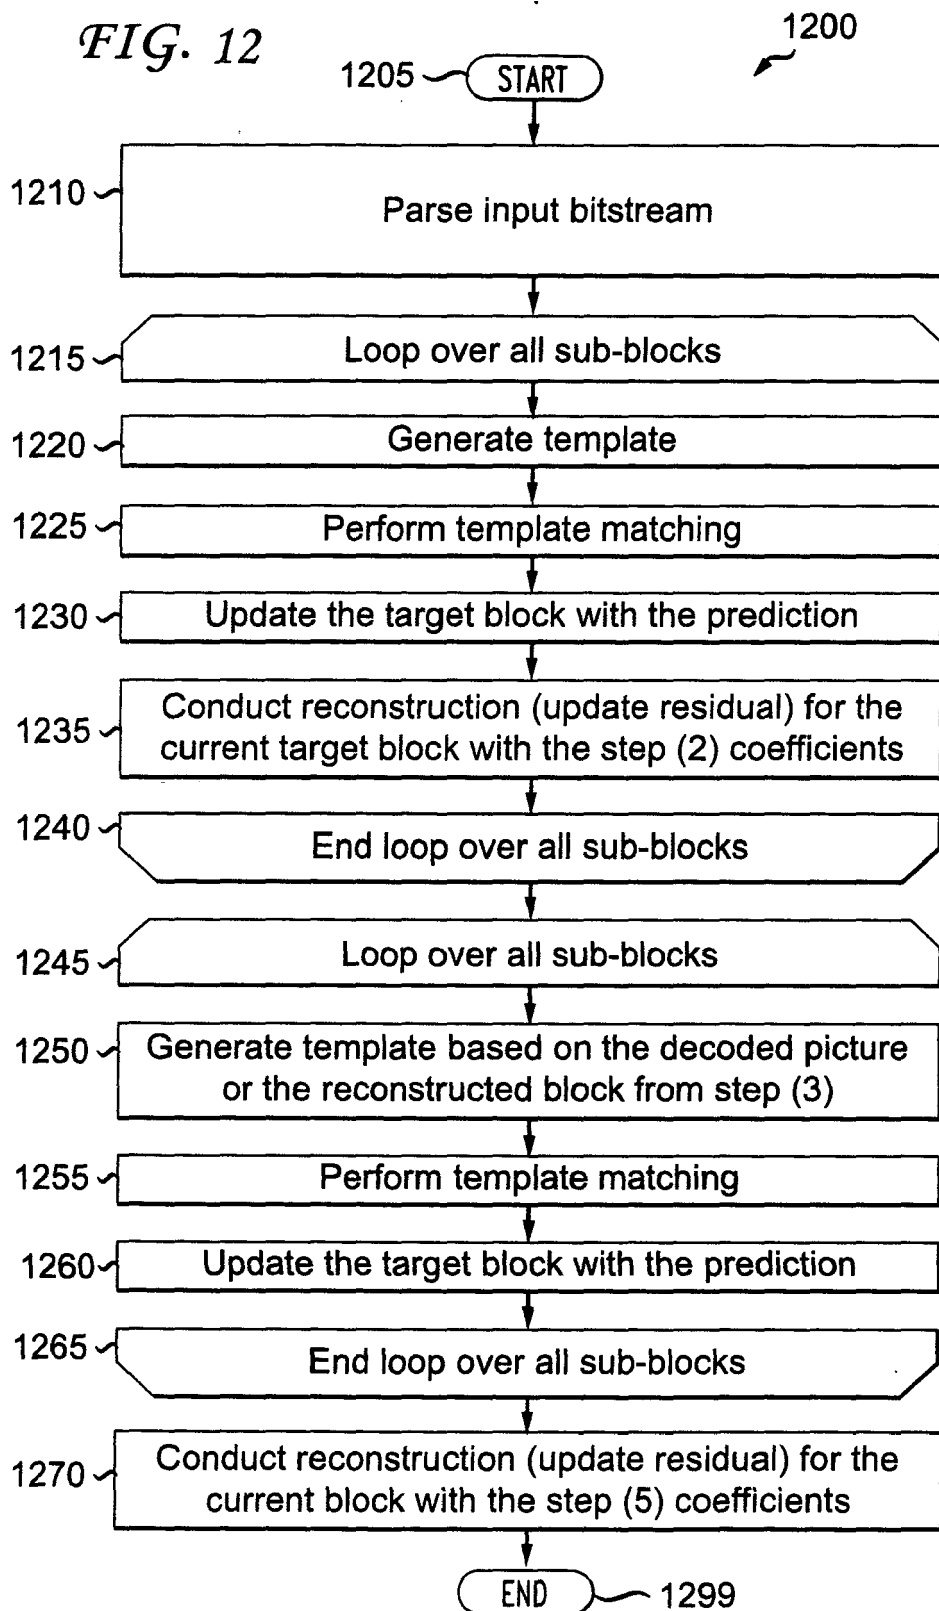 FIG. 12
1200
1205
START
1210
Parse input bitstream
1215
Loop over all sub-blocks
1220
Generate template
1225
Perform template matching
1230
Update the target block with the prediction
1235
Conduct reconstruction (update residual) for the
current target block with the step (2) coefficients
1240
End loop over all sub-blocks
1245
Loop over all sub-blocks
1250
Generate template based on the decoded picture
or the reconstructed block from step (3)
1255
Perform template matching
1260
Update the target block with the prediction
1265
End loop over all sub-blocks
1270
Conduct reconstruction (update residual) for the
current block with the step (5) coefficients
END
1299